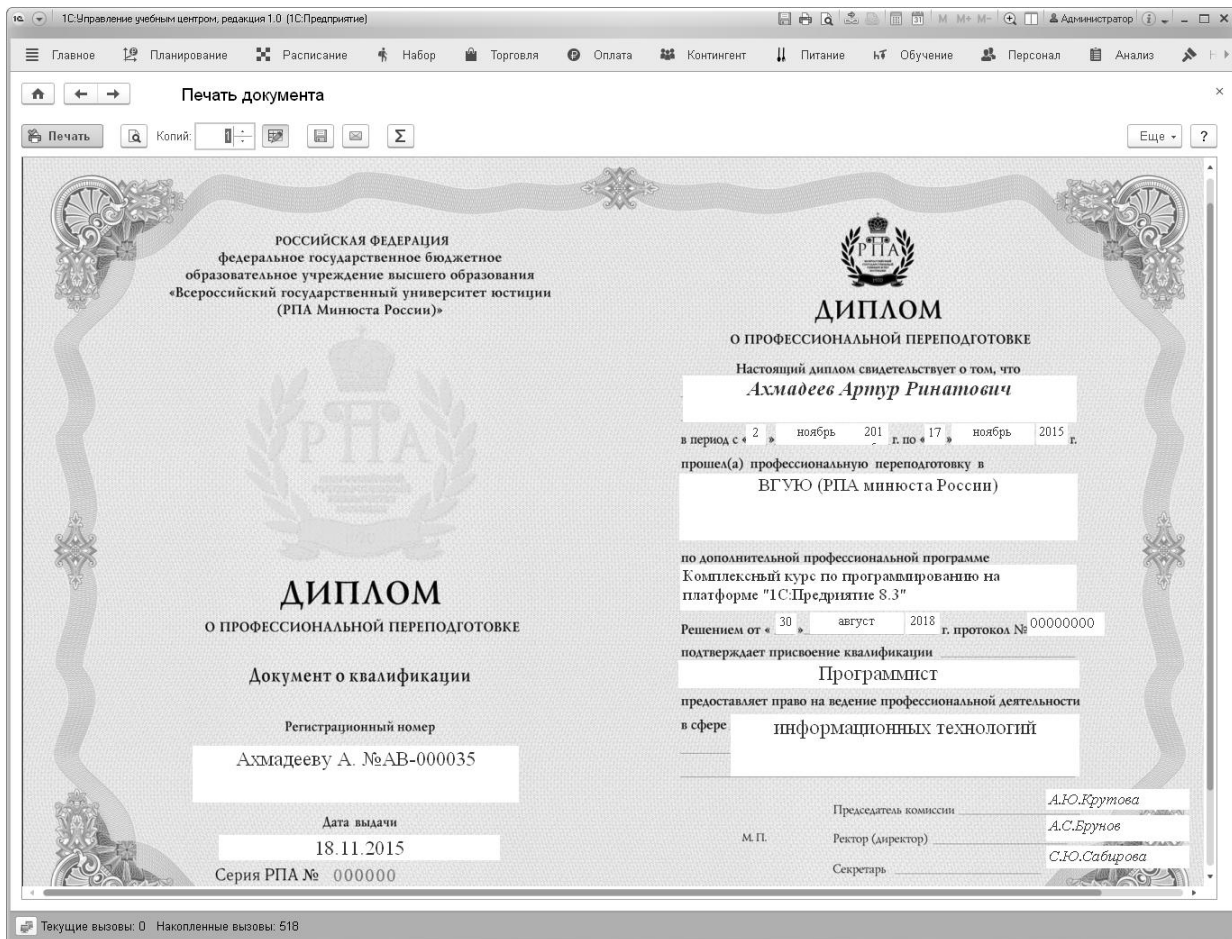 1С:Управление учебным центром, редакция 1.0 (1С:Предприятие)
M M+ M-
Администратор
Главное Планирование Расписание Набор Торговля Оплата Контингент Питание Обучение Персонал Анализ
Печать документа
Печать Копий: 1 Σ Еще ?
РОССИЙСКАЯ ФЕДЕРАЦИЯ
федеральное государственное бюджетное
образовательное учреждение высшего образования
«Всероссийский государственный университет юстиции
(РПА Минюста России)»
РПА
ДИПЛОМ
О ПРОФЕССИОНАЛЬНОЙ ПЕРЕПОДГОТОВКЕ
Документ о квалификации
Регистрационный номер
Ахмадееву А. №АВ-000035
Дата выдачи
18.11.2015
Серия РПА № 000000
РПА
ДИПЛОМ
О ПРОФЕССИОНАЛЬНОЙ ПЕРЕПОДГОТОВКЕ
Настоящий диплом свидетельствует о том, что
Ахмадеев Артур Ринатович
в период с « 2 » ноябрь 201 г. по « 17 » ноябрь 2015 г.
прошел(а) профессиональную переподготовку в
ВГУЮ (РПА минюста России)
по дополнительной профессиональной программе
Комплексный курс по программированию на
платформе "1С:Предприятие 8.3"
Решением от « 30 » август 2018 г. протокол № 00000000
подтверждает присвоение квалификации
Программист
предоставляет право на ведение профессиональной деятельности
в сфере информационных технологий
Председатель комиссии А.Ю.Крутова
М. П. Ректор (директор) А.С.Брунов
Секретарь С.Ю.Сабирова
Текущие вызовы: 0 Накопленные вызовы: 518